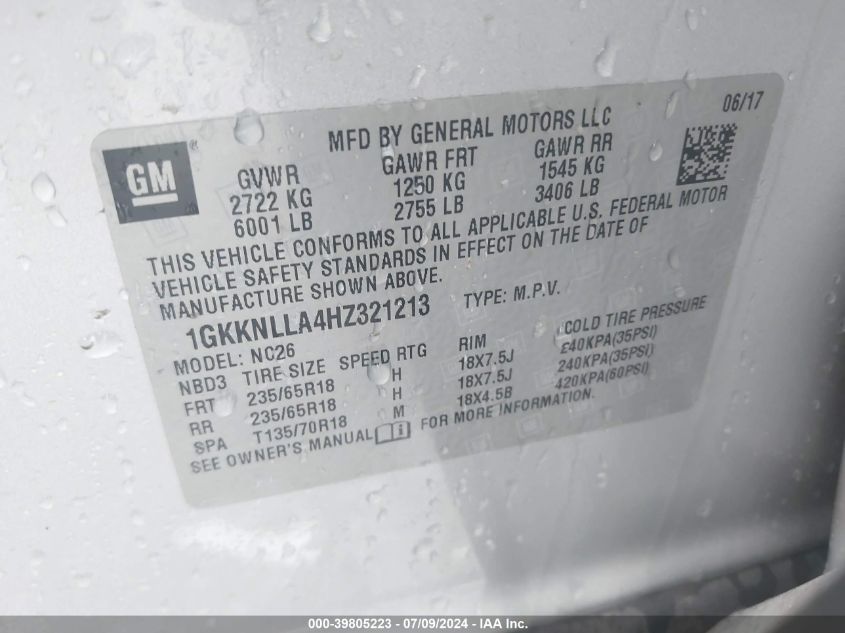 06/17
MFD BY GENERAL MOTORS LLC
GM
GVWR GAWR FRT GAWR RR
2722 KG 1250 KG 1545 KG
6001 LB 2755 LB 3406 LB
THIS VEHICLE CONFORMS TO ALL APPLICABLE U.S. FEDERAL MOTOR
VEHICLE SAFETY STANDARDS IN EFFECT ON THE DATE OF
MANUFACTURE SHOWN ABOVE.
1GKKNLLA4HZ321213 TYPE: M.P.V.
MODEL: NC26
NBD3 TIRE SIZE SPEED RTG RIM COLD TIRE PRESSURE
FRT 235/65R18 H 18X7.5J 240KPA(35PSI)
RR 235/65R18 H 18X7.5J 240KPA(35PSI)
SPA T135/70R18 M 18X4.5B 420KPA(60PSI)
SEE OWNER'S MANUAL FOR MORE INFORMATION.
000-39805223 - 07/09/2024 - IAA Inc.